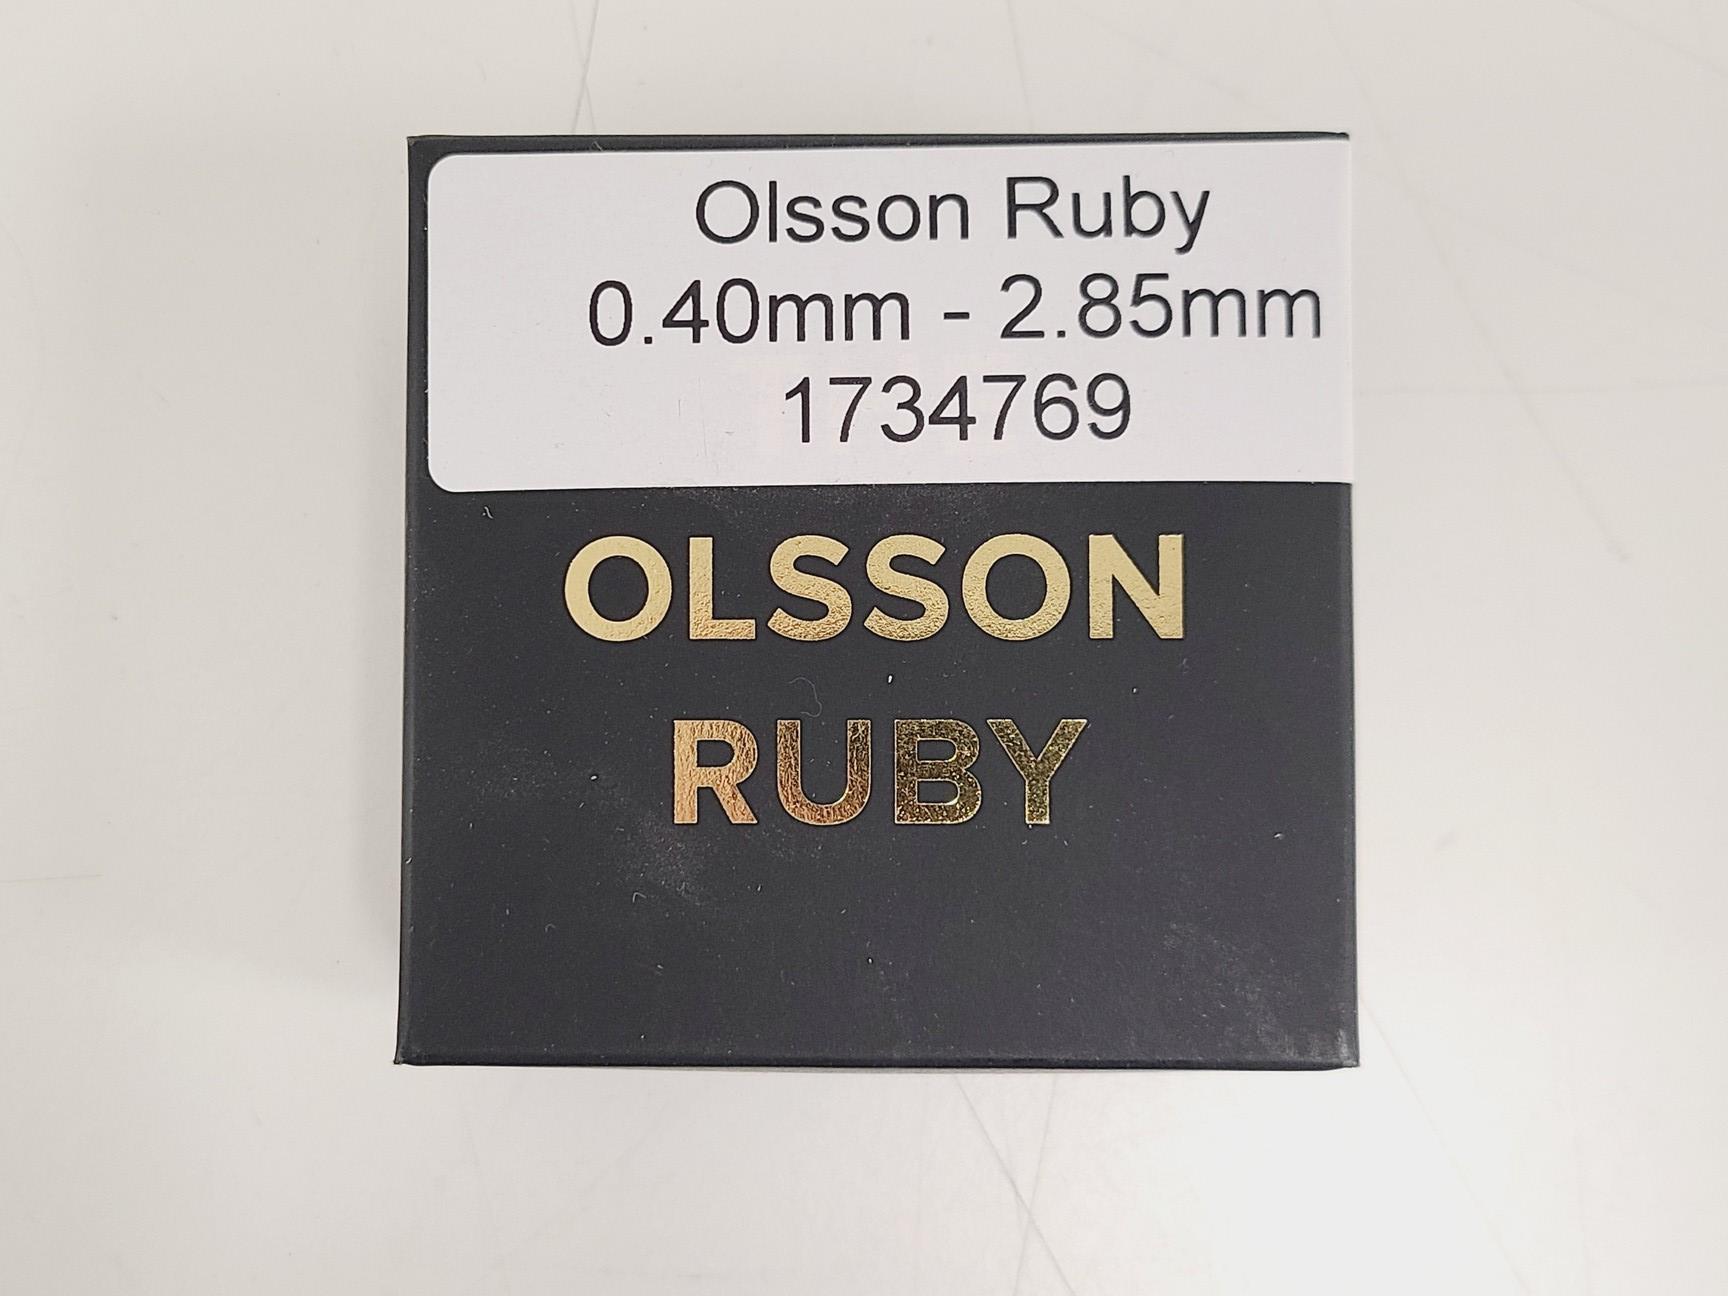 Olsson Ruby
0.40mm - 2.85mm
1734769
OLSSON
RUBY